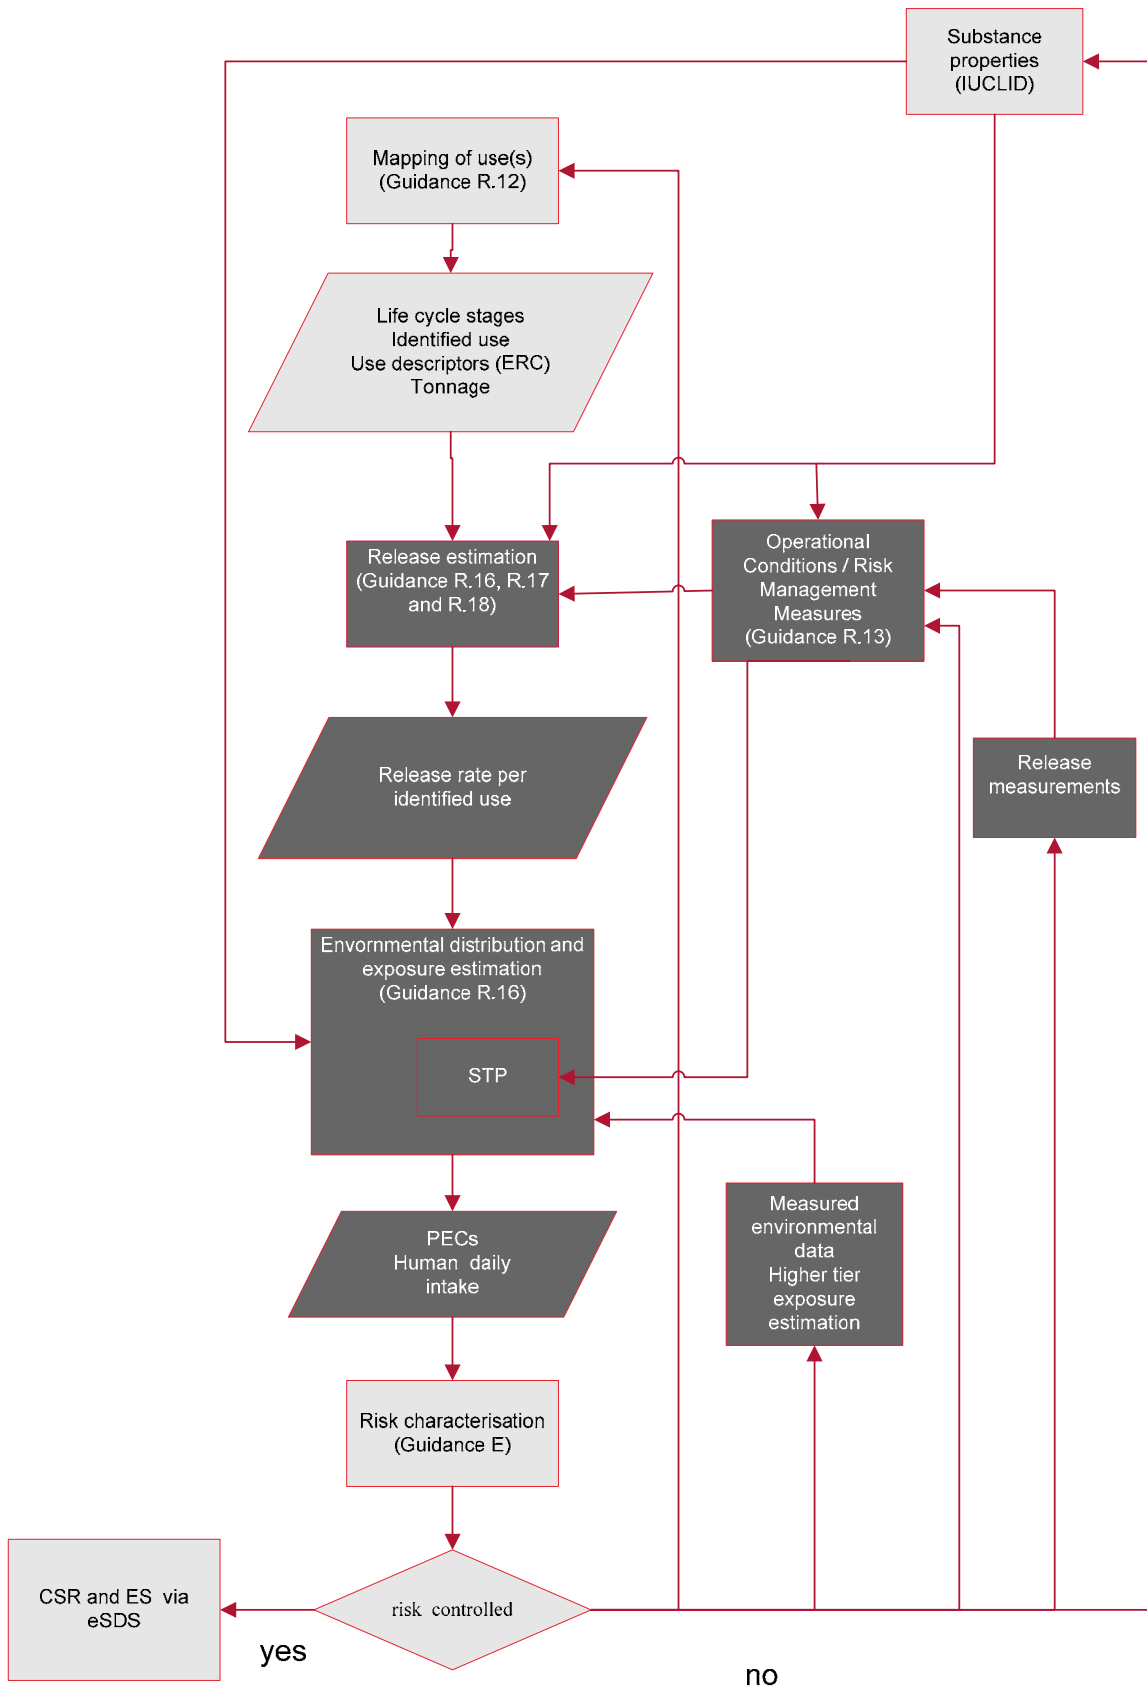 Substance
properties
(IUCLID)
Mapping of use(s)
(Guidance R.12)
Life cycle stages
Identified use
Use descriptors (ERC)
Tonnage
Release estimation
(Guidance R.16, R.17
and R.18)
Operational
Conditions / Risk
Management
Measures
(Guidance R.13)
Release rate per
identified use
Release
measurements
Envornmental distribution and
exposure estimation
(Guidance R.16)
STP
PECs
Human daily
intake
Measured
environmental
data
Higher tier
exposure
estimation
Risk characterisation
(Guidance E)
CSR and ES via
eSDS
risk controlled
yes
no